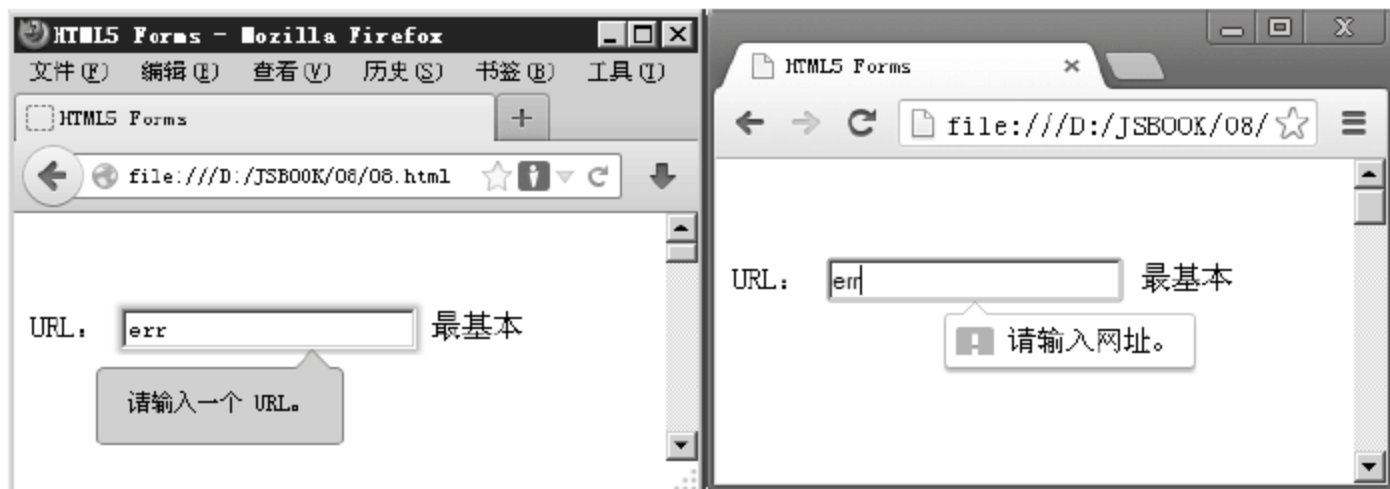 HTML5 Forms - Mozilla Firefox
文件(F) 编辑(E) 查看(V) 历史(S) 书签(B) 工具(T)
HTML5 Forms
file:///D:/JSBOOK/08/08.html
URL： err 最基本
请输入一个 URL。
HTML5 Forms
file:///D:/JSBOOK/08/
URL： err 最基本
请输入网址。